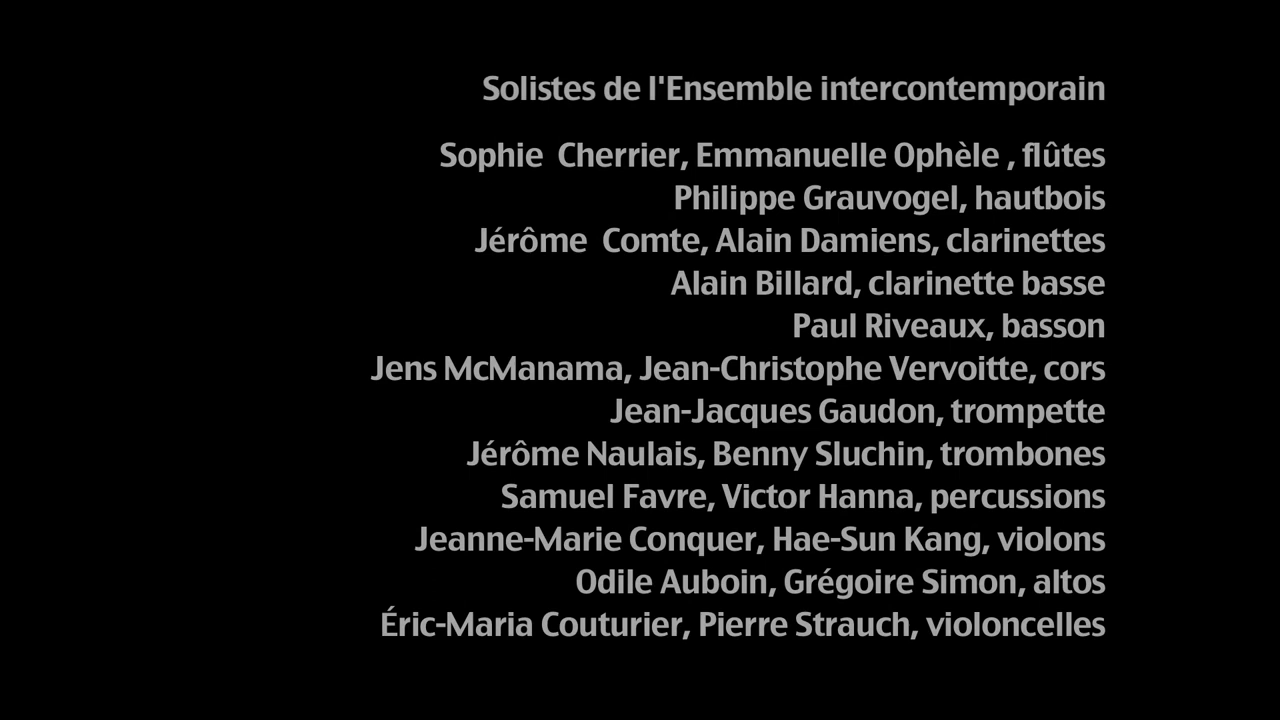 Solistes de l'Ensemble intercontemporain
Sophie  Cherrier, Emmanuelle Ophèle , flûtes
Philippe Grauvogel, hautbois
Jérôme  Comte, Alain Damiens, clarinettes
Alain Billard, clarinette basse
Paul Riveaux, basson
Jens McManama, Jean-Christophe Vervoitte, cors
Jean-Jacques Gaudon, trompette
Jérôme Naulais, Benny Sluchin, trombones
Samuel Favre, Victor Hanna, percussions
Jeanne-Marie Conquer, Hae-Sun Kang, violons
Odile Auboin, Grégoire Simon, altos
Éric-Maria Couturier, Pierre Strauch, violoncelles